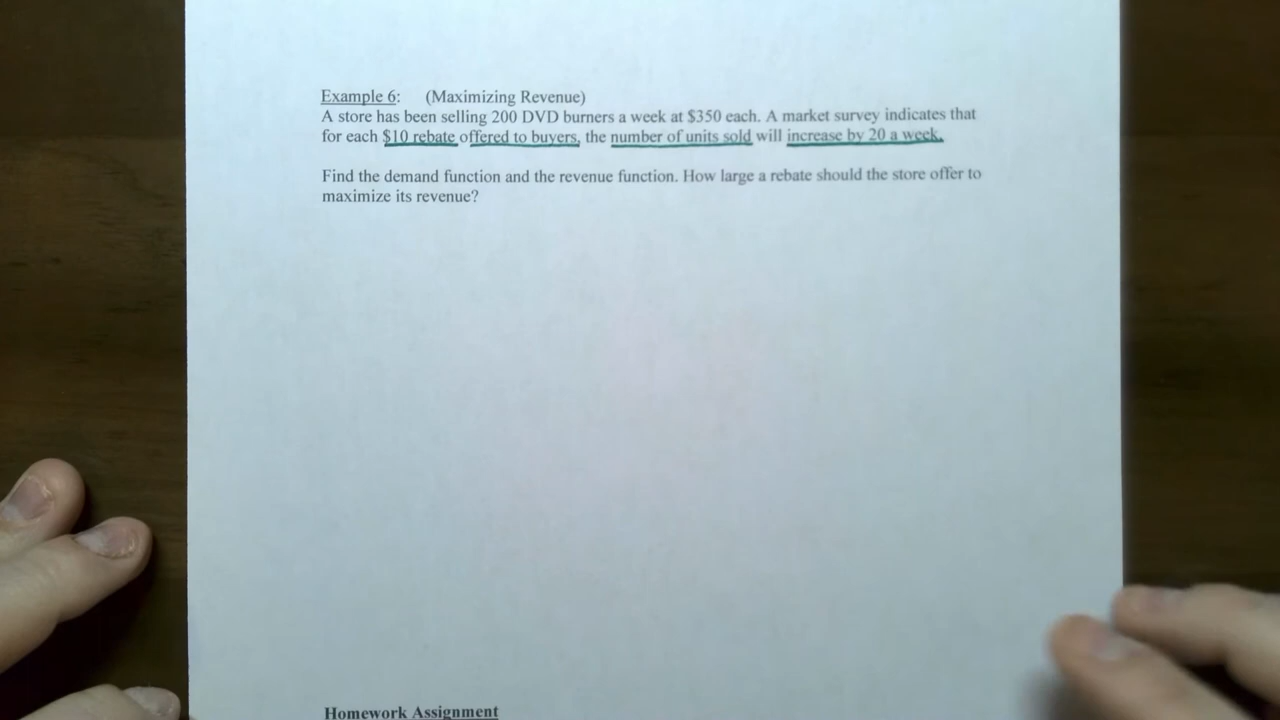 Example 6: (Maximizing Revenue)
A store has been selling 200 DVD burners a week at $350 each. A market survey indicates that
for each $10 rebate offered to buyers, the number of units sold will increase by 20 a week.
Find the demand function and the revenue function. How large a rebate should the store offer to
maximize its revenue?
Homework Assignment